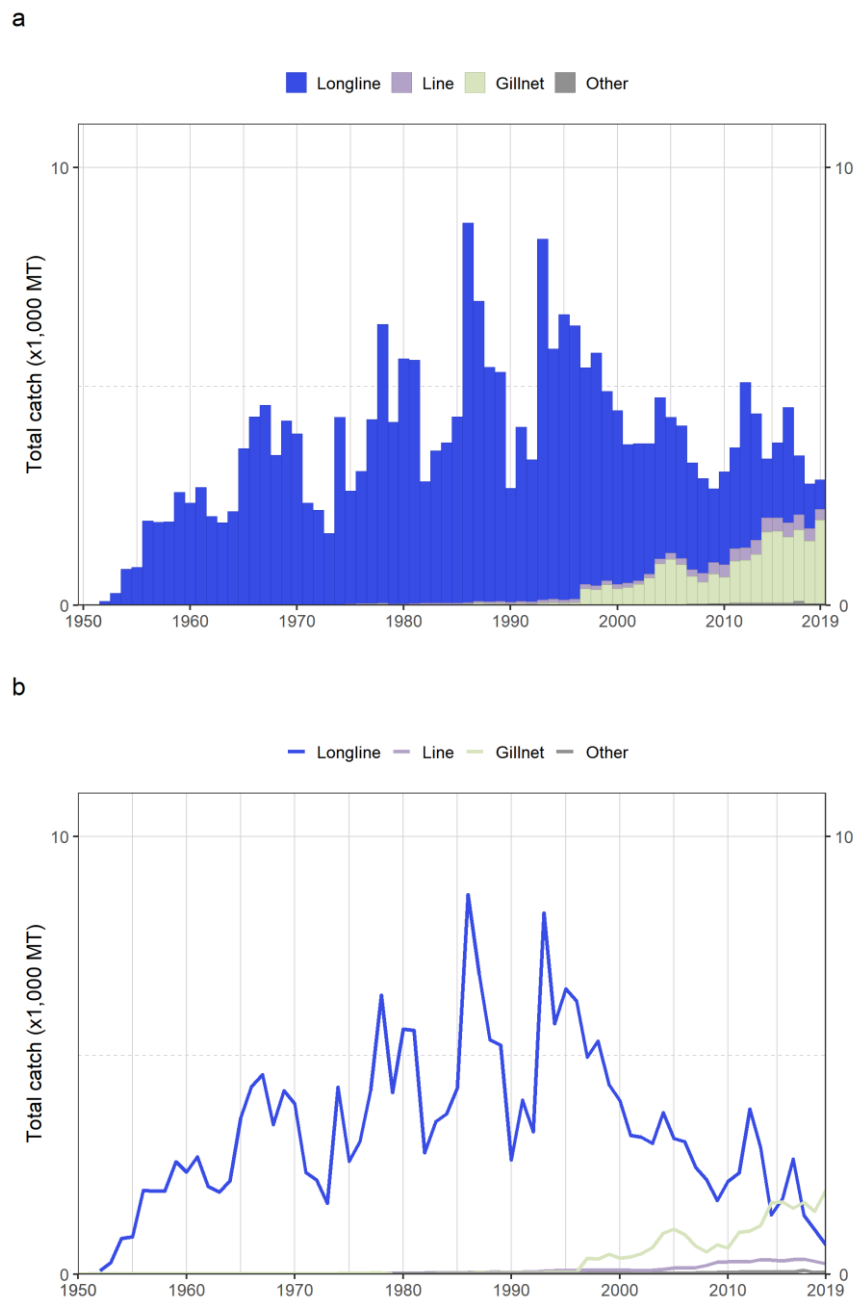 a
Longline Line Gillnet Other
10 10
Total catch (x1,000 MT)
0 0
1950 1960 1970 1980 1990 2000 2010 2019
b
Longline Line Gillnet Other
10 10
Total catch (x1,000 MT)
0 0
1950 1960 1970 1980 1990 2000 2010 2019